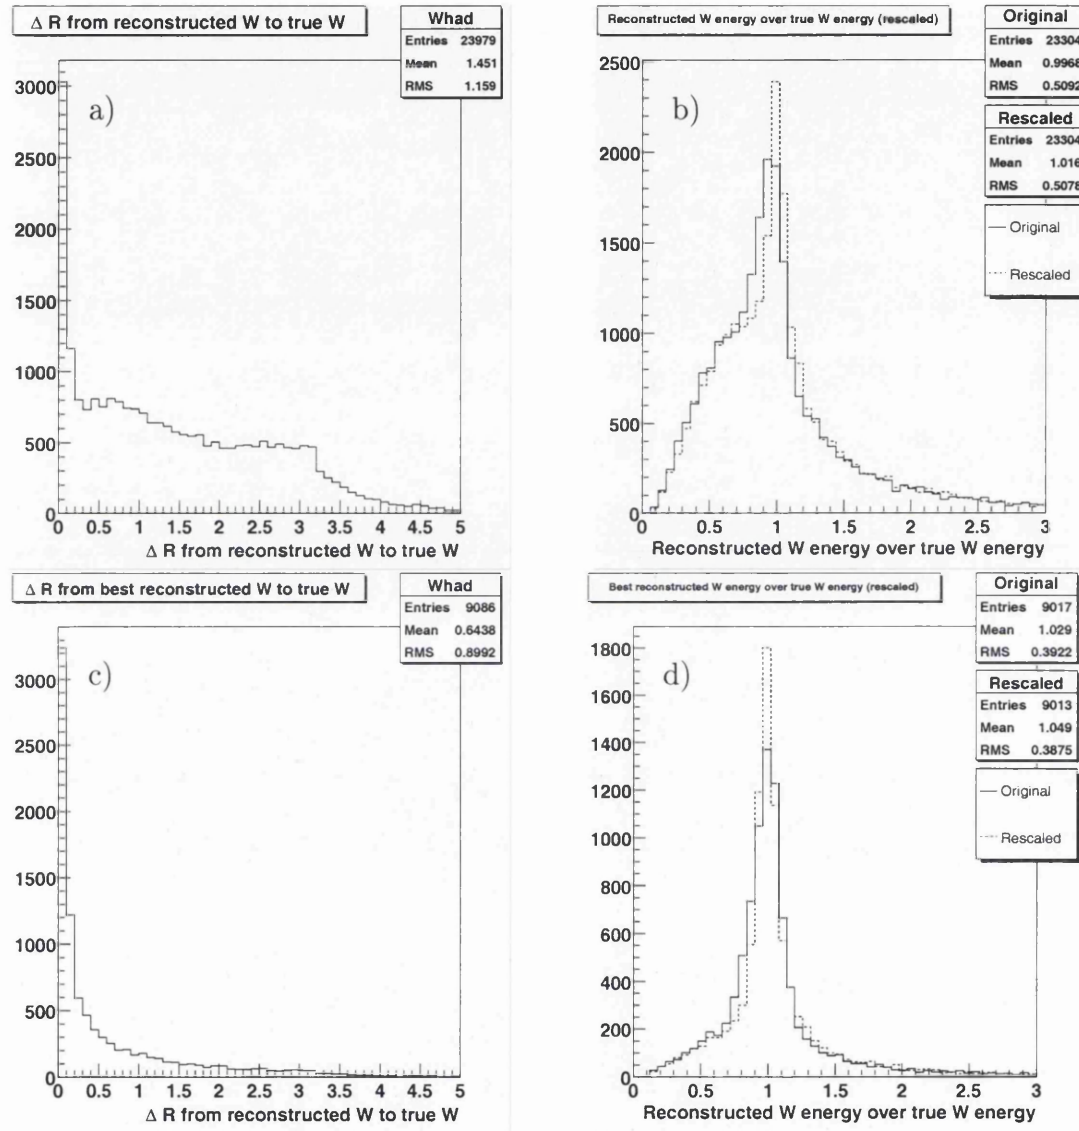 Δ R from reconstructed W to true W
Whad
Entries 23979
Mean 1.451
RMS 1.159
a)
3000
2500
2000
1500
1000
500
0
0 0.5 1 1.5 2 2.5 3 3.5 4 4.5 5
Δ R from reconstructed W to true W
Reconstructed W energy over true W energy (rescaled)
Original
Entries 23304
Mean 0.9968
RMS 0.5092
Rescaled
Entries 23304
Mean 1.016
RMS 0.5078
Original
Rescaled
b)
2500
2000
1500
1000
500
0
0 0.5 1 1.5 2 2.5 3
Reconstructed W energy over true W energy
Δ R from best reconstructed W to true W
Whad
Entries 9086
Mean 0.6438
RMS 0.8992
c)
3000
2500
2000
1500
1000
500
0
0 0.5 1 1.5 2 2.5 3 3.5 4 4.5 5
Δ R from reconstructed W to true W
Best reconstructed W energy over true W energy (rescaled)
Original
Entries 9017
Mean 1.029
RMS 0.3922
Rescaled
Entries 9013
Mean 1.049
RMS 0.3875
Original
Rescaled
d)
1800
1600
1400
1200
1000
800
600
400
200
0
0 0.5 1 1.5 2 2.5 3
Reconstructed W energy over true W energy